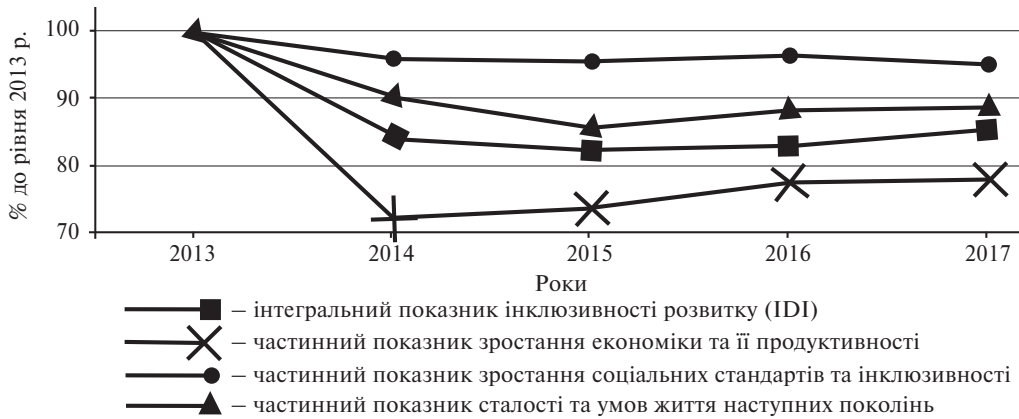 % до рівня 2013 р.
100
90
80
70
2013 2014 2015 2016 2017
Роки
– інтегральний показник інклюзивності розвитку (IDI)
– частинний показник зростання економіки та її продуктивності
– частинний показник зростання соціальних стандартів та інклюзивності
– частинний показник сталості та умов життя наступних поколінь